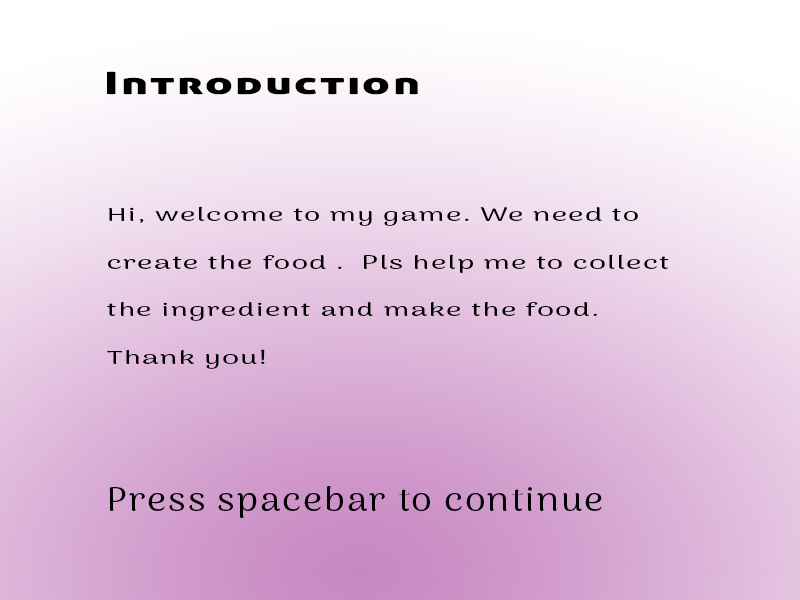 Introduction
Hi, welcome to my game. We need to
create the food .  Pls help me to collect
the ingredient and make the food.
Thank you!
Press spacebar to continue